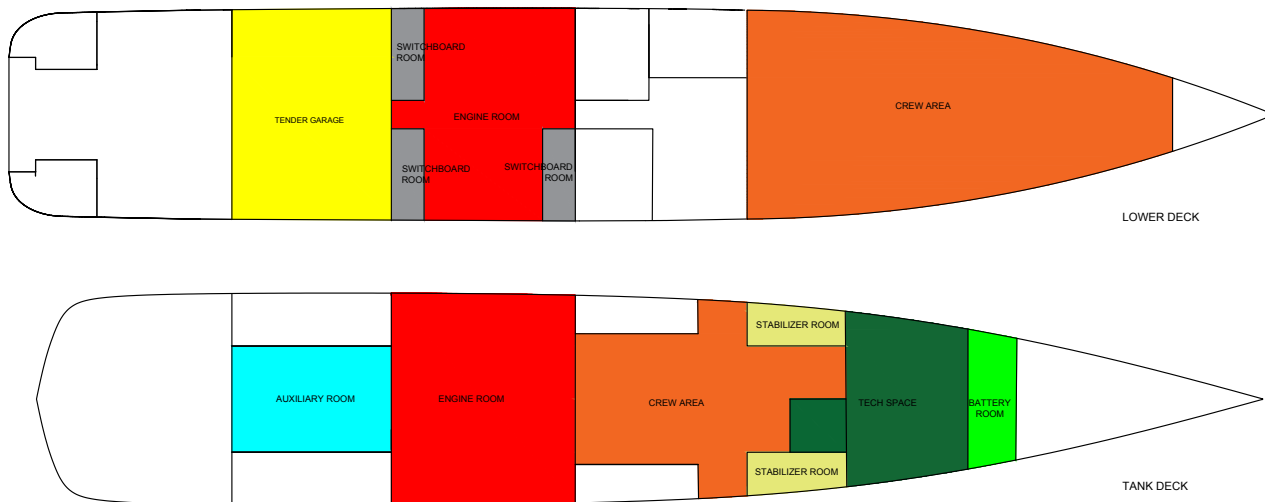 SWITCHBOARD
ROOM
TENDER GARAGE
ENGINE ROOM
CREW AREA
SWITCHBOARD
ROOM
SWITCHBOARD
ROOM
LOWER DECK
STABILIZER ROOM
AUXILIARY ROOM
ENGINE ROOM
CREW AREA
TECH SPACE
BATTERY
ROOM
STABILIZER ROOM
TANK DECK